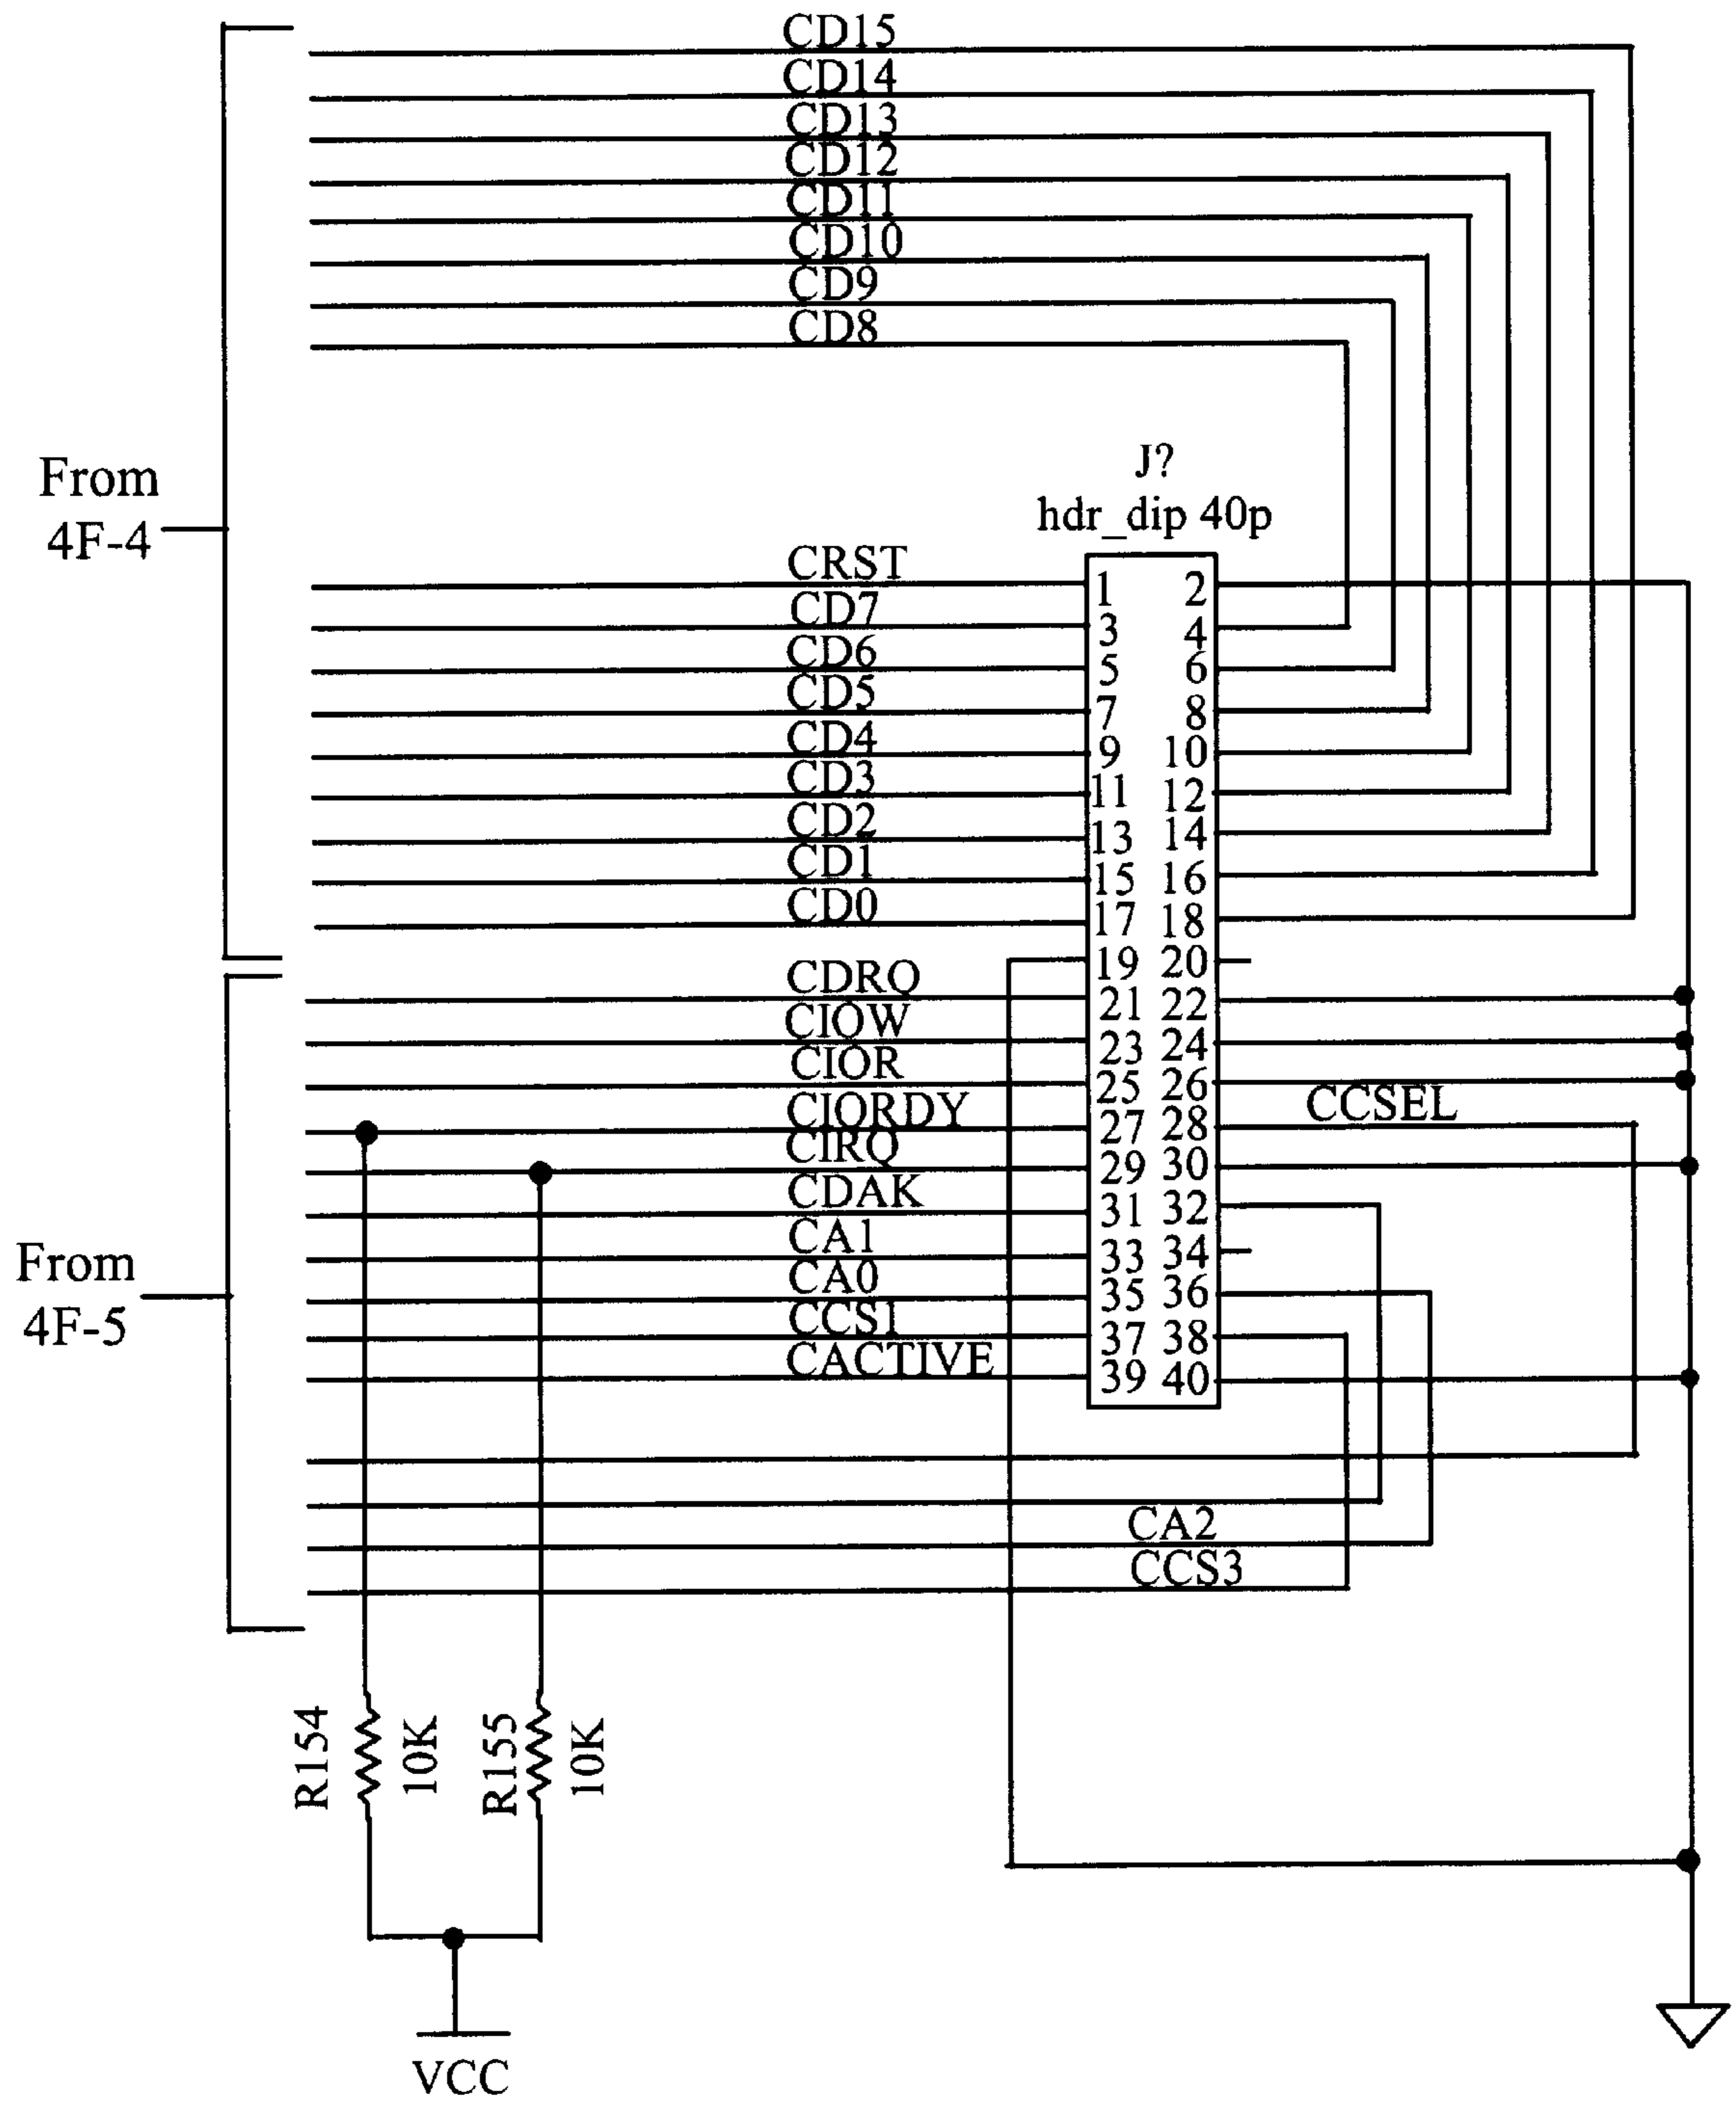 CD15
CD14
CD13
CD12
CD11
CD10
CD9
CD8
From
4F-4
J?
hdr_dip 40p
CRST 1 2
CD7 3 4
CD6 5 6
CD5 7 8
CD4 9 10
CD3 11 12
CD2 13 14
CD1 15 16
CD0 17 18
19 20
CDRQ 21 22
CIOW 23 24
CIOR 25 26
CIORDY 27 28 CCSEL
CIRQ 29 30
CDAK 31 32
CA1 33 34
CA0 35 36
CCS1 37 38
CACTIVE 39 40
From
4F-5
CA2
CCS3
R154
10K
R155
10K
VCC